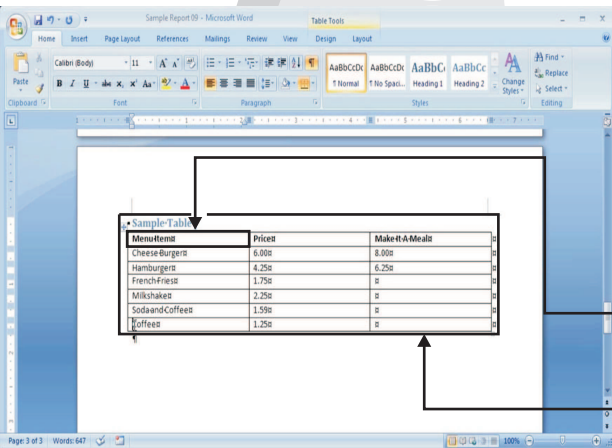 Sample Report 09 - Microsoft Word
Table Tools
Home Insert Page Layout References Mailings Review View Design Layout
Paste
Calibri (Body) 11
B I U abe x, x² Aa A
AaBbCcDc AaBbCcDc AaBbC AaBbCc
¶ Normal ¶ No Spaci... Heading 1 Heading 2
Change Styles
Find
Replace
Select
Clipboard Font Paragraph Styles Editing
Sample·Table
Menu·Item¤ Price¤ Make·It·A·Meal¤ ¤
Cheese·Burger¤ 6.00¤ 8.00¤ ¤
Hamburger¤ 4.25¤ 6.25¤ ¤
French·Fries¤ 1.75¤ ¤ ¤
Milkshake¤ 2.25¤ ¤ ¤
Soda·and·Coffee¤ 1.59¤ ¤ ¤
Coffee¤ 1.25¤ ¤ ¤
¶
Page: 3 of 3 Words: 647 100%